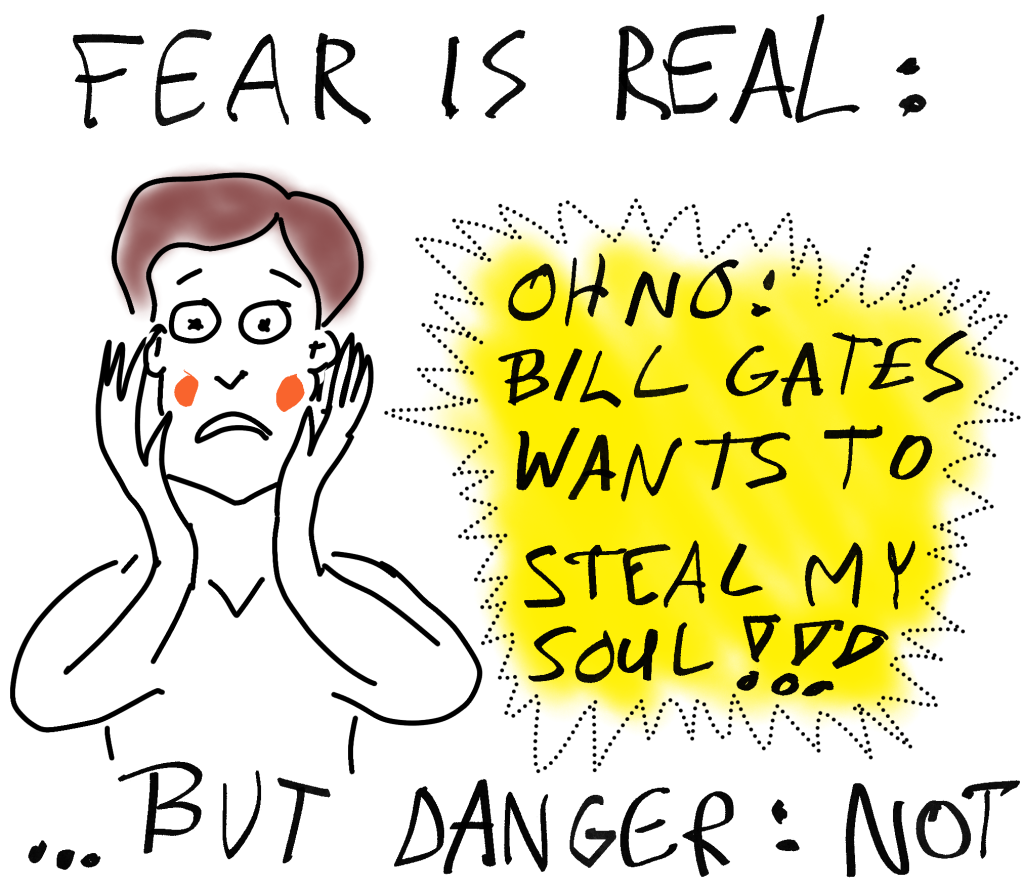 FEAR IS REAL:
OH NO:
BILL GATES
WANTS TO
STEAL MY
SOUL!!!
...BUT DANGER: NOT